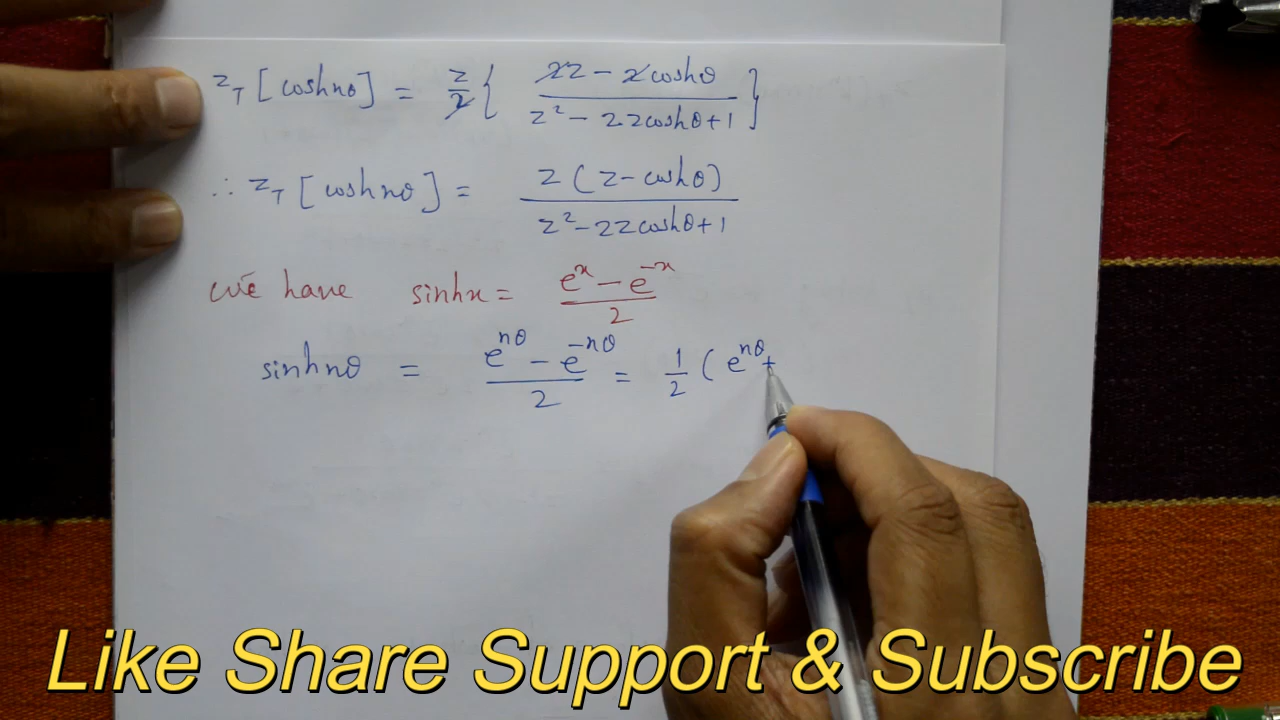 z_T [coshnθ] = z/2 { 2z - 2coshθ / z² - 2zcoshθ + 1 }
∴ z_T [coshnθ] = z(z - coshθ) / z² - 2zcoshθ + 1
we have sinhx = e^x - e^-x / 2
sinhnθ = e^nθ - e^-nθ / 2 = 1/2 ( e^nθ +
Like Share Support & Subscribe